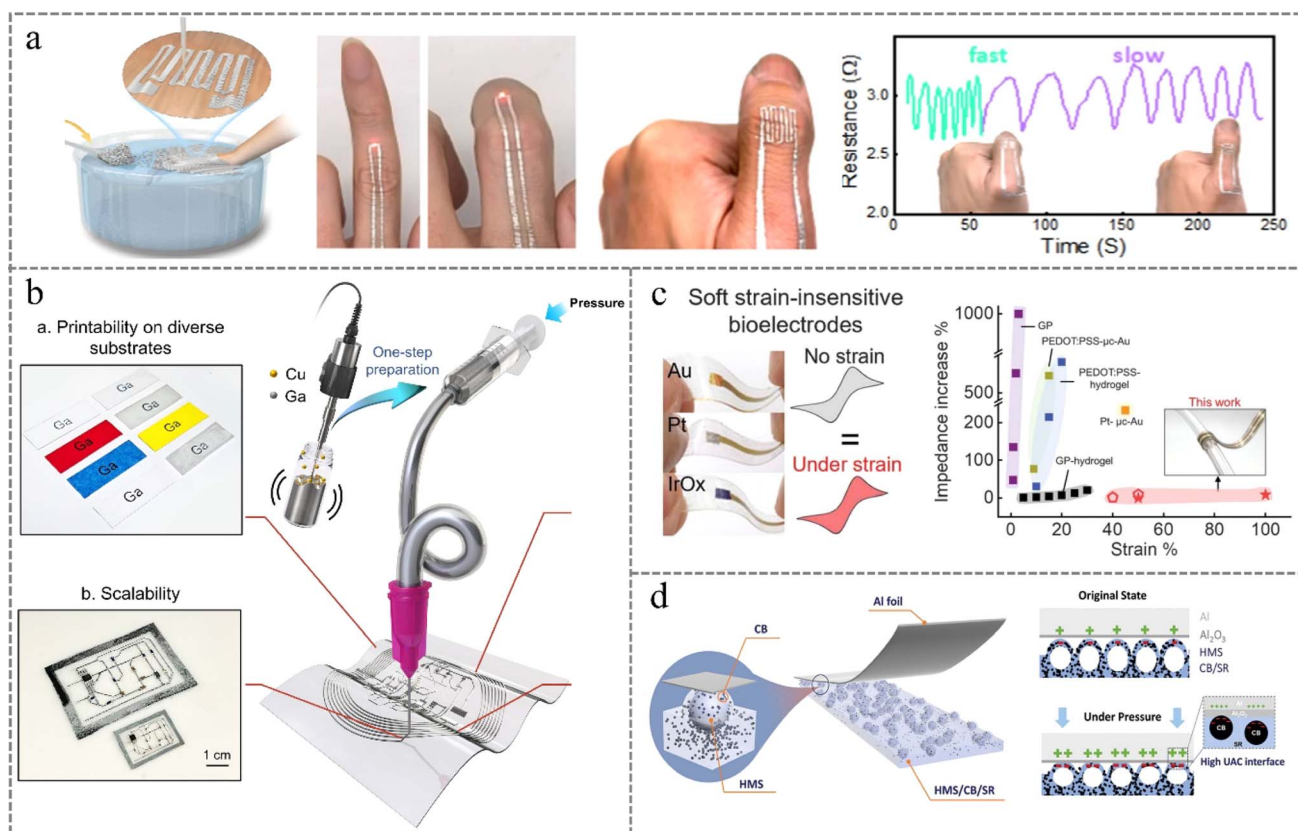 a
fast
slow
Resistance (Ω)
3.0
2.5
2.0
0
50
100
150
200
250
Time (S)
b
a. Printability on diverse
substrates
Ga
Ga
Ga
Ga
Ga
Ga
Ga
Ga
Cu
Ga
One-step
preparation
Pressure
b. Scalability
1 cm
c
Soft strain-insensitive
bioelectrodes
Au
Pt
IrOx
No strain
=
Under strain
Impedance increase %
1000
500
200
100
0
GP
PEDOT:PSS-μc-Au
PEDOT:PSS-
hydrogel
Pt- μc-Au
GP-hydrogel
This work
0
20
40
60
80
100
Strain %
d
Al foil
CB
HMS
HMS/CB/SR
Original State
Al
Al₂O₃
HMS
CB/SR
Under Pressure
Al
Al₂O₃
CB
CB
SR
High UAC interface